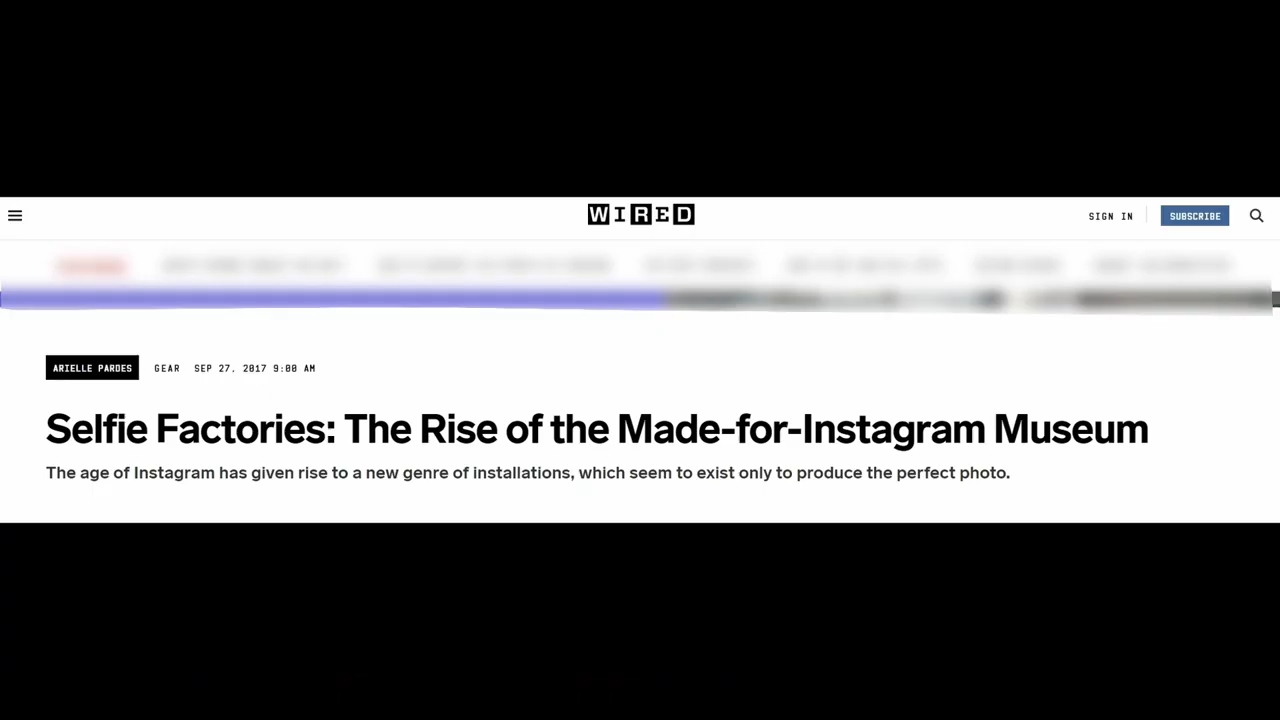 WIRED
SIGN IN
SUBSCRIBE
ARIELLE PARDES GEAR SEP 27, 2017 9:00 AM
Selfie Factories: The Rise of the Made-for-Instagram Museum
The age of Instagram has given rise to a new genre of installations, which seem to exist only to produce the perfect photo.